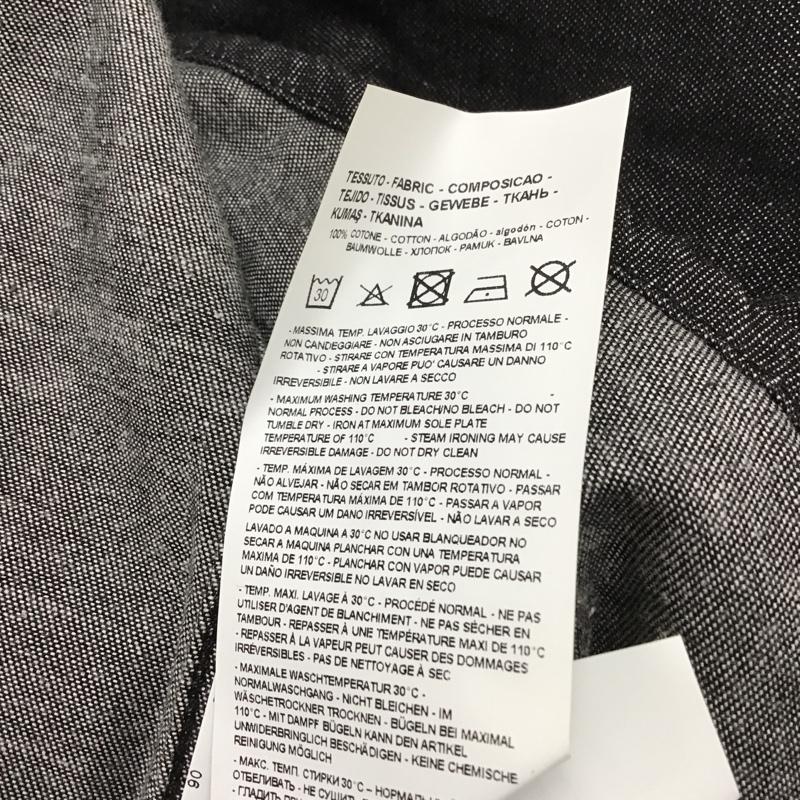 TESSUTO - FABRIC - COMPOSICAO -
TEJIDO - TISSUS - GEWEBE - ТКАНЬ -
KUMAŞ - TKANINA
100% COTONE - COTTON - ALGODÃO - algodón - COTON -
BAUMWOLLE - ХЛОПОК - PAMUK - BAVLNA
30
- MASSIMA TEMP. LAVAGGIO 30°C - PROCESSO NORMALE -
NON CANDEGGIARE - NON ASCIUGARE IN TAMBURO
ROTATIVO - STIRARE CON TEMPERATURA MASSIMA DI 110°C
- STIRARE A VAPORE PUO' CAUSARE UN DANNO
IRREVERSIBILE - NON LAVARE A SECCO
- MAXIMUM WASHING TEMPERATURE 30°C -
NORMAL PROCESS - DO NOT BLEACH/NO BLEACH - DO NOT
TUMBLE DRY - IRON AT MAXIMUM SOLE PLATE
TEMPERATURE OF 110°C - STEAM IRONING MAY CAUSE
IRREVERSIBLE DAMAGE - DO NOT DRY CLEAN
- TEMP. MÁXIMA DE LAVAGEM 30°C - PROCESSO NORMAL -
NÃO ALVEJAR - NÃO SECAR EM TAMBOR ROTATIVO - PASSAR
COM TEMPERATURA MÁXIMA DE 110°C - PASSAR A VAPOR
PODE CAUSAR UM DANO IRREVERSÍVEL - NÃO LAVAR A SECO
LAVADO A MAQUINA A 30°C NO USAR BLANQUEADOR NO
SECAR A MAQUINA PLANCHAR CON UNA TEMPERATURA
MAXIMA DE 110°C - PLANCHAR CON VAPOR PUEDE CAUSAR
UN DAÑO IRREVERSIBLE NO LAVAR EN SECO
- TEMP. MAXI. LAVAGE À 30°C - PROCÉDÉ NORMAL - NE PAS
UTILISER D'AGENT DE BLANCHIMENT - NE PAS SÉCHER EN
TAMBOUR - REPASSER À UNE TEMPÉRATURE MAXI DE 110°C
- REPASSER À LA VAPEUR PEUT CAUSER DES DOMMAGES
IRRÉVERSIBLES - PAS DE NETTOYAGE À SEC
- MAXIMALE WASCHTEMPERATUR 30°C -
NORMALWASCHGANG - NICHT BLEICHEN - IM
WÄSCHETROCKNER TROCKNEN - BÜGELN BEI MAXIMAL
110°C - MIT DAMPF BÜGELN KANN DEN ARTIKEL
UNWIDERBRINGLICH BESCHÄDIGEN - KEINE CHEMISCHE
REINIGUNG MÖGLICH
- МАКС. ТЕМП. СТИРКИ 30°C -
ОТБЕЛИВАТЬ - НЕ
- ГЛАДИТЬ
90